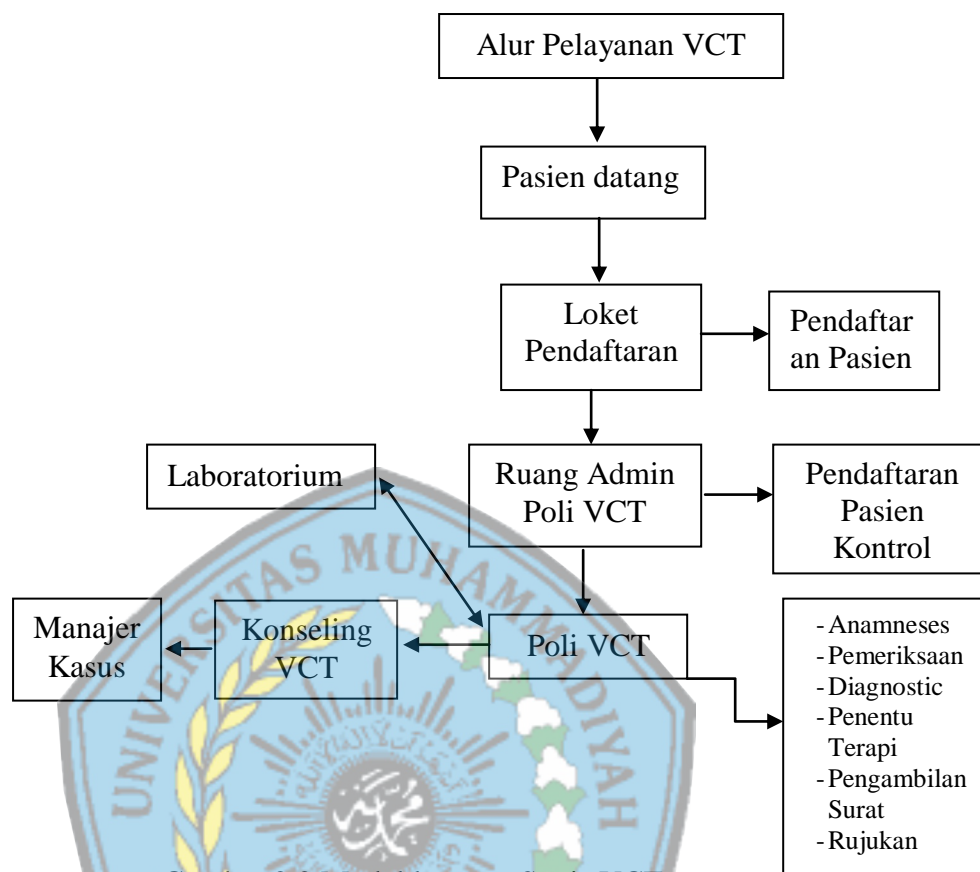 Alur Pelayanan VCT
Pasien datang
Loket
Pendaftaran
Pendaftar
an Pasien
Laboratorium
Ruang Admin
Poli VCT
Pendaftaran
Pasien
Kontrol
Manajer
Kasus
Konseling
VCT
Poli VCT
-Anamneses
-Pemeriksaan
-Diagnostic
-Penentu
Terapi
-Pengambilan
Surat
-Rujukan
UNIVERSITAS MUHAMMADIYAH